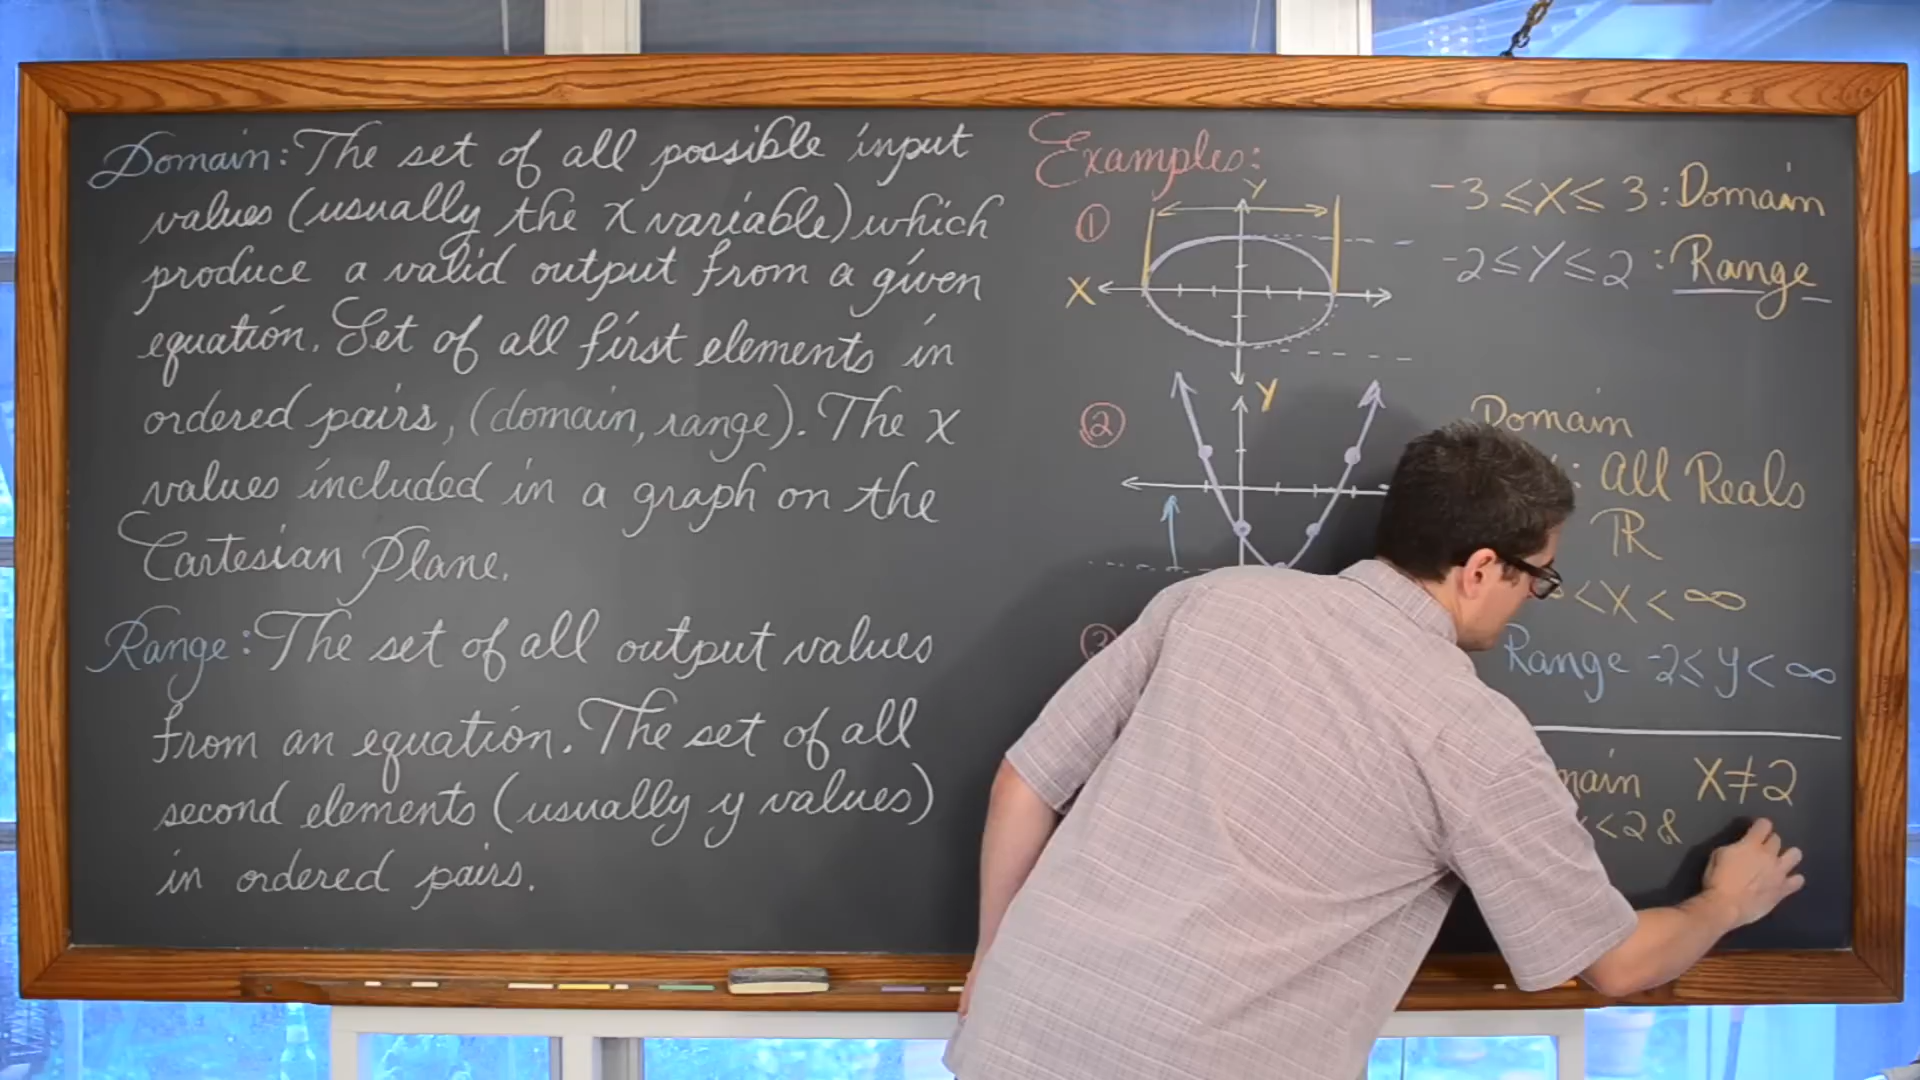 Domain: The set of all possible input
values (usually the x variable) which
produce a valid output from a given
equation. Set of all first elements in
ordered pairs, (domain, range). The x
values included in a graph on the
Cartesian Plane.
Range: The set of all output values
from an equation. The set of all
second elements (usually y values)
in ordered pairs.
Examples:
①
Y
X
-3 ≤ X ≤ 3 : Domain
-2 ≤ Y ≤ 2 : Range
②
Y
Domain
: All Reals
ℝ
< X < ∞
Range -2 ≤ y < ∞
X ≠ 2
< 2 &